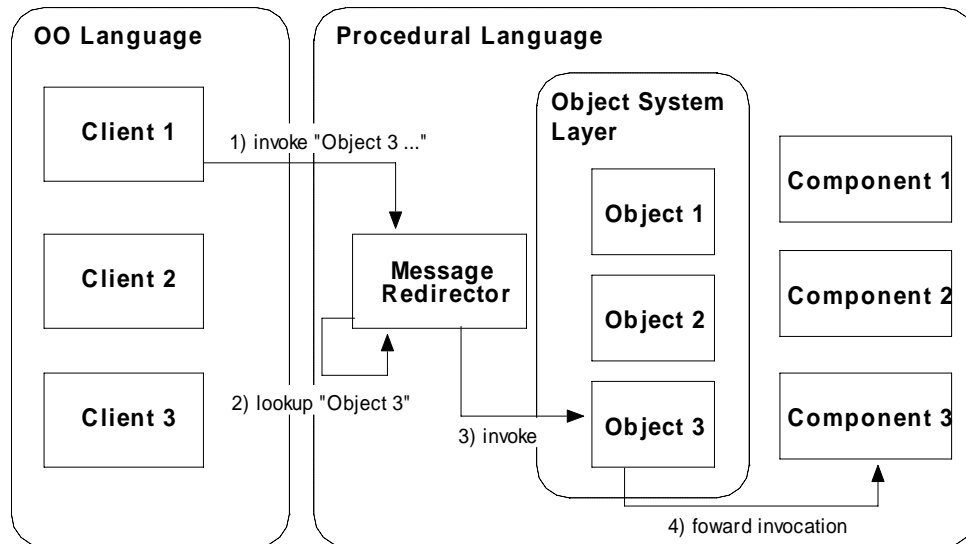 OO Language
Procedural Language
Client 1
Client 2
Client 3
1) invoke "Object 3 ..."
Message
Redirector
2) lookup "Object 3"
3) invoke
Object System
Layer
Object 1
Object 2
Object 3
Component 1
Component 2
Component 3
4) foward invocation